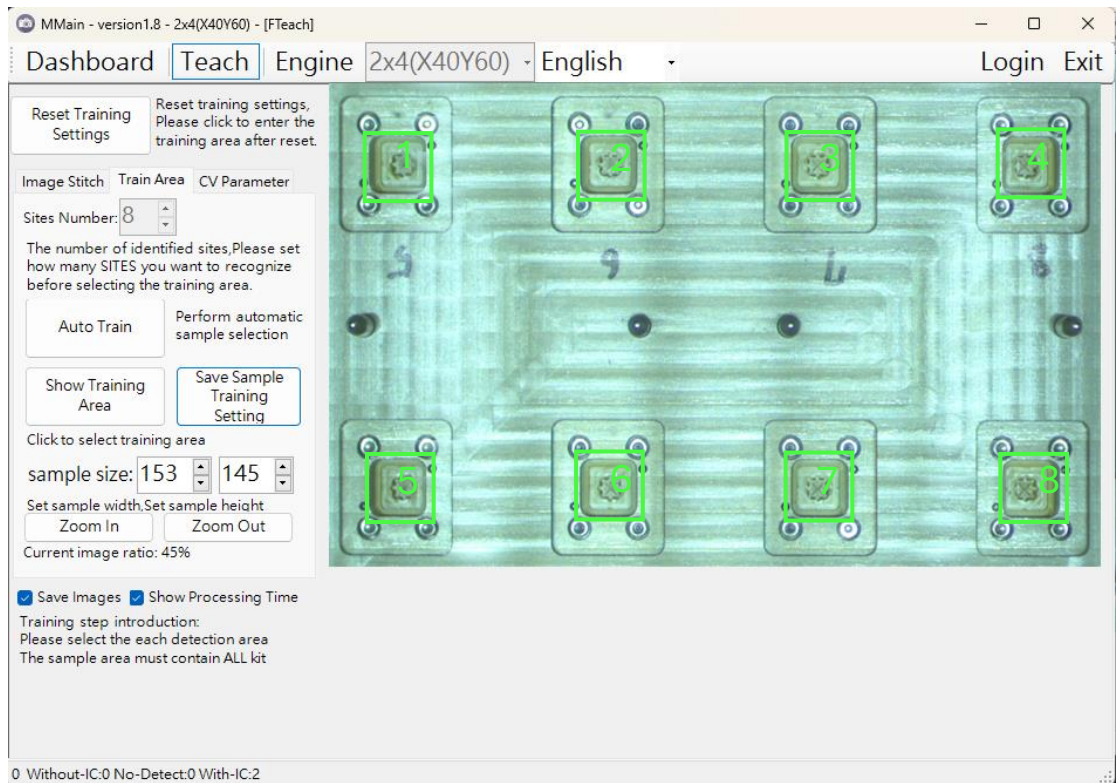 MMain - version1.8 - 2x4(X40Y60) - [FTeach]
Dashboard Teach Engine 2x4(X40Y60) English Login Exit
Reset Training
Settings
Reset training settings,
Please click to enter the
training area after reset.
Image Stitch Train Area CV Parameter
Sites Number: 8
The number of identified sites,Please set
how many SITES you want to recognize
before selecting the training area.
Auto Train
Perform automatic
sample selection
Show Training
Area
Save Sample
Training
Setting
Click to select training area
sample size: 153 145
Set sample width,Set sample height
Zoom In Zoom Out
Current image ratio: 45%
Save Images Show Processing Time
Training step introduction:
Please select the each detection area
The sample area must contain ALL kit
1 2 3 4
5 6 7 8
0 Without-IC:0 No-Detect:0 With-IC:2